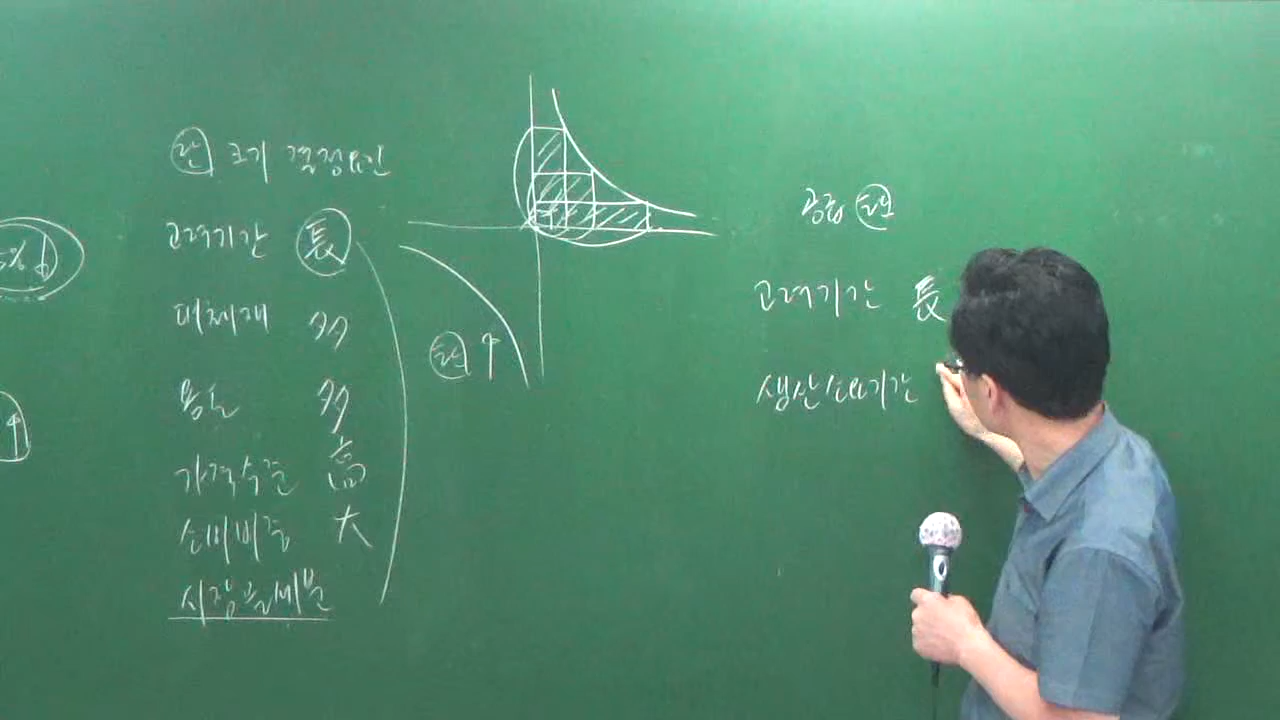 %↓
↑
탄 크기 결정요인
고려기간 長
대체재 多
용도 多
가격수준 高
소비비중 大
시장을 세분
탄 ↑
공급 탄
고려기간 長
생산소요기간